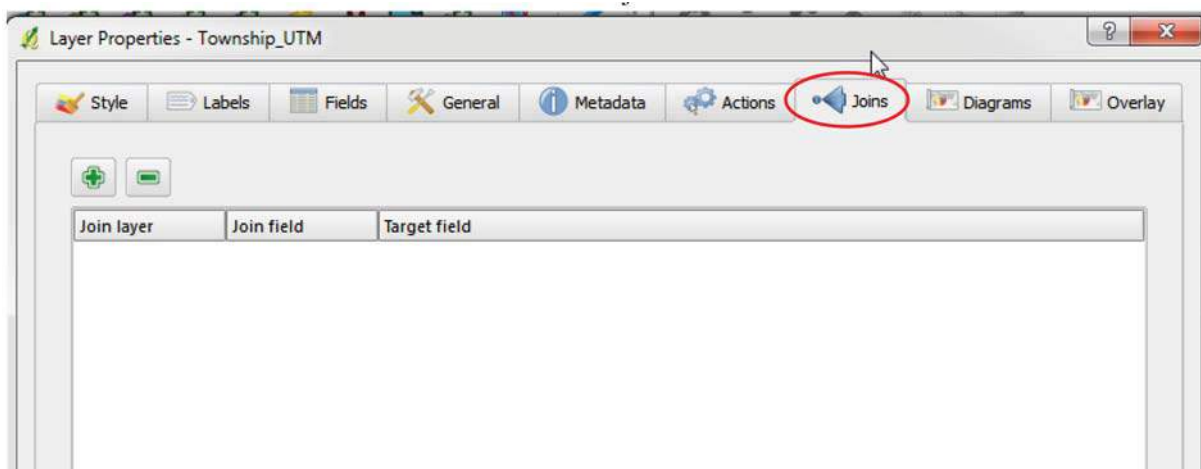 Layer Properties - Township_UTM
Style Labels Fields General Metadata Actions Joins Diagrams Overlay
Join layer Join field Target field